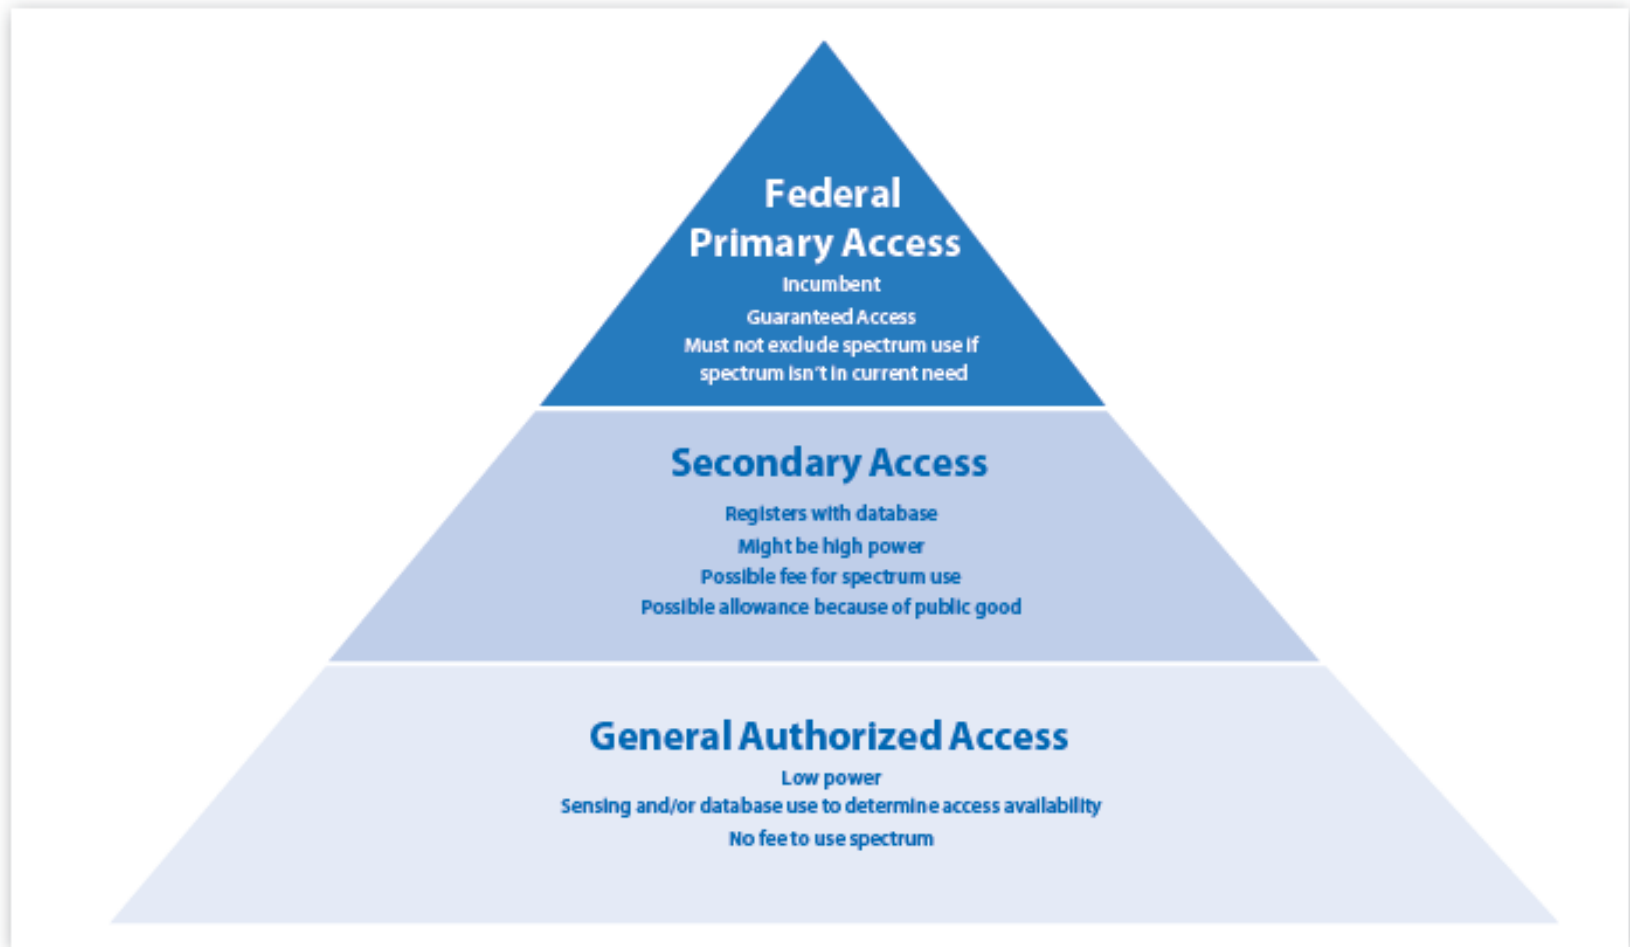 Federal
Primary Access
Incumbent
Guaranteed Access
Must not exclude spectrum use if
spectrum isn't in current need
Secondary Access
Registers with database
Might be high power
Possible fee for spectrum use
Possible allowance because of public good
General Authorized Access
Low power
Sensing and/or database use to determine access availability
No fee to use spectrum